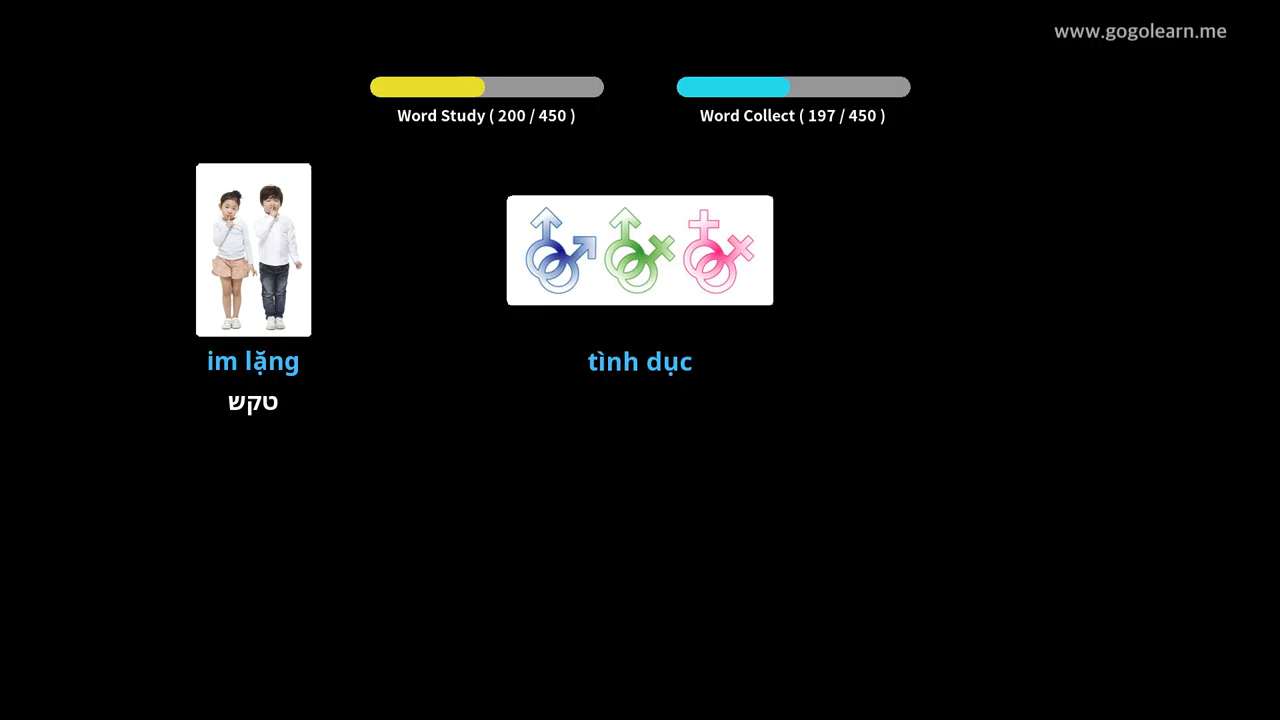 www.gogolearn.me
Word Study ( 200 / 450 )
Word Collect ( 197 / 450 )
im lặng
tình dục
טקש